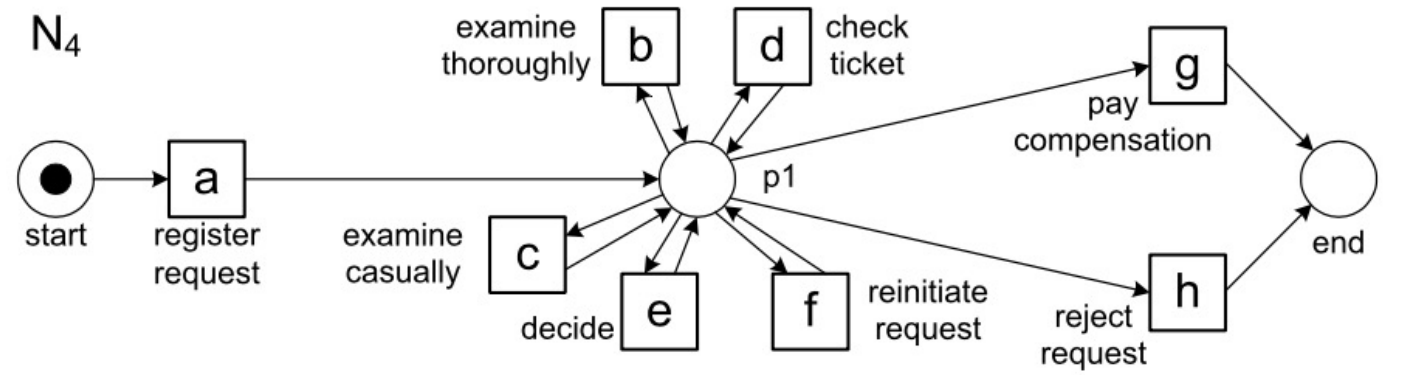 N4
examine
thoroughly
b
d
check
ticket
g
pay
compensation
start
a
register
request
p1
end
examine
casually
c
decide
e
f
reinitiate
request
h
reject
request